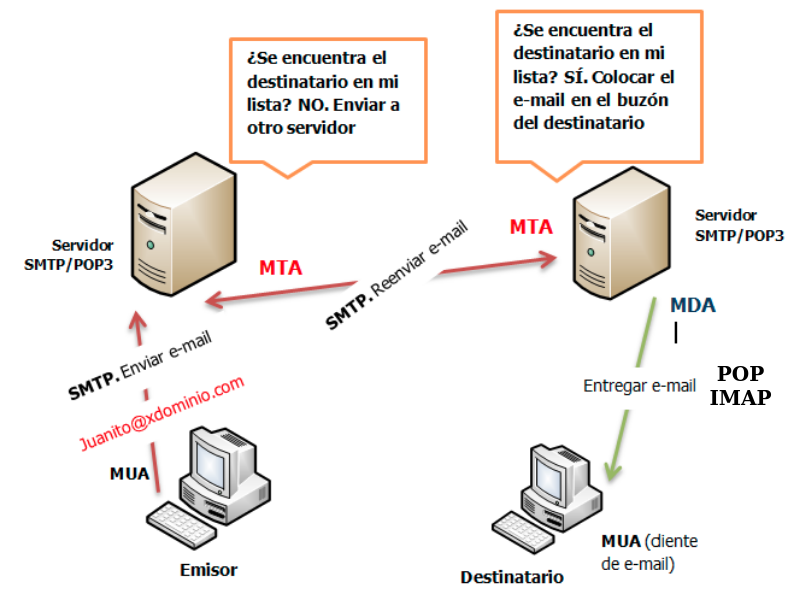 ¿Se encuentra el
destinatario en mi
lista? NO. Enviar a
otro servidor
¿Se encuentra el
destinatario en mi
lista? SÍ. Colocar el
e-mail en el buzón
del destinatario
Servidor
SMTP/POP3
MTA
SMTP. Reenviar e-mail
MTA
Servidor
SMTP/POP3
MDA
SMTP. Enviar e-mail
Juanito@xdominio.com
MUA
Emisor
Entregar e-mail
POP
IMAP
MUA (diente
de e-mail)
Destinatario